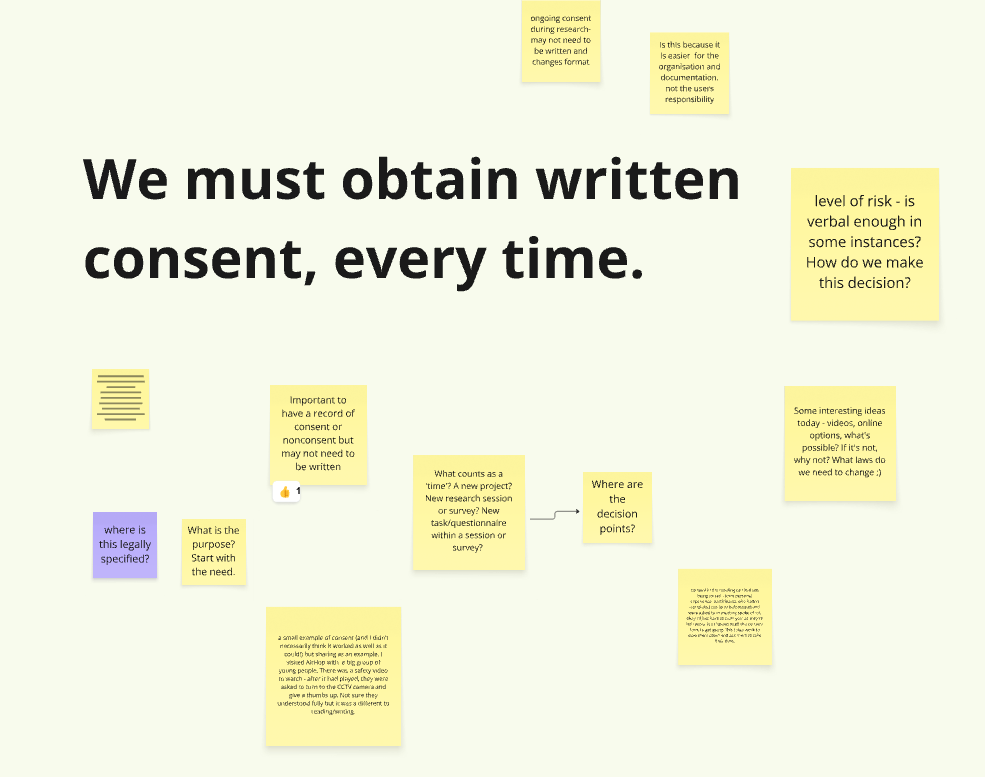 ongoing consent
during research-
may not need to
be written and
changes format
Is this because it
is easier for the
organisation and
documentation.
not the users
responsibility
We must obtain written
consent, every time.
level of risk - is
verbal enough in
some instances?
How do we make
this decision?
Important to
have a record of
consent or
nonconsent but
may not need to
be written
1
Some interesting ideas
today - videos, online
options, what's
possible? If it's not,
why not? What laws do
we need to change ;)
What counts as a
'time'? A new project?
New research session
or survey? New
task/questionnaire
within a session or
survey?
Where are
the
decision
points?
where is
this legally
specified?
What is the
purpose?
Start with
the need.
a small example of consent (and I didn't
necessarily think it worked as well as it
could) but sharing as an example. I
visited AirHop with a big group of
young people. There was a safety video
to watch - after it had played, they were
asked to turn to the CCTV camera and
give a thumbs up. Not sure they
understood fully but it was a different to
reading/writing.